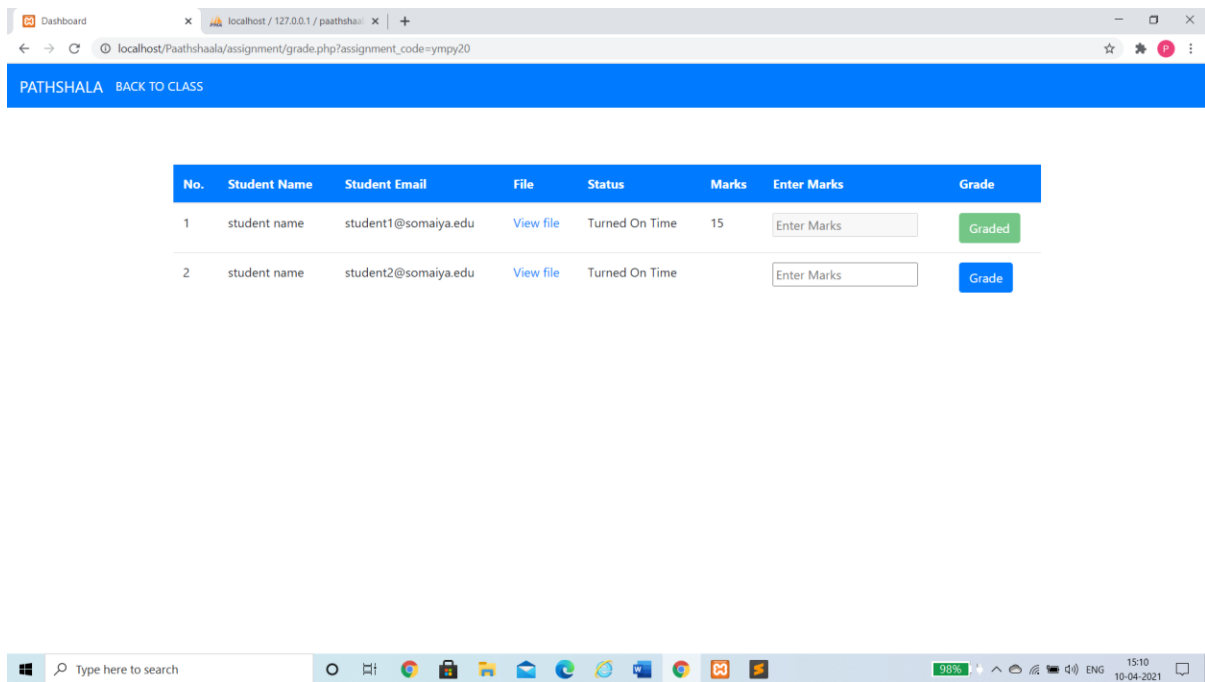 Dashboard
localhost / 127.0.0.1 / paathshaal
localhost/Paathshaala/assignment/grade.php?assignment_code=ympy20
P
PATHSHALA BACK TO CLASS
No. Student Name Student Email File Status Marks Enter Marks Grade
1 student name student1@somaiya.edu View file Turned On Time 15 Enter Marks Graded
2 student name student2@somaiya.edu View file Turned On Time Enter Marks Grade
Type here to search
98%
ENG
15:10
10-04-2021